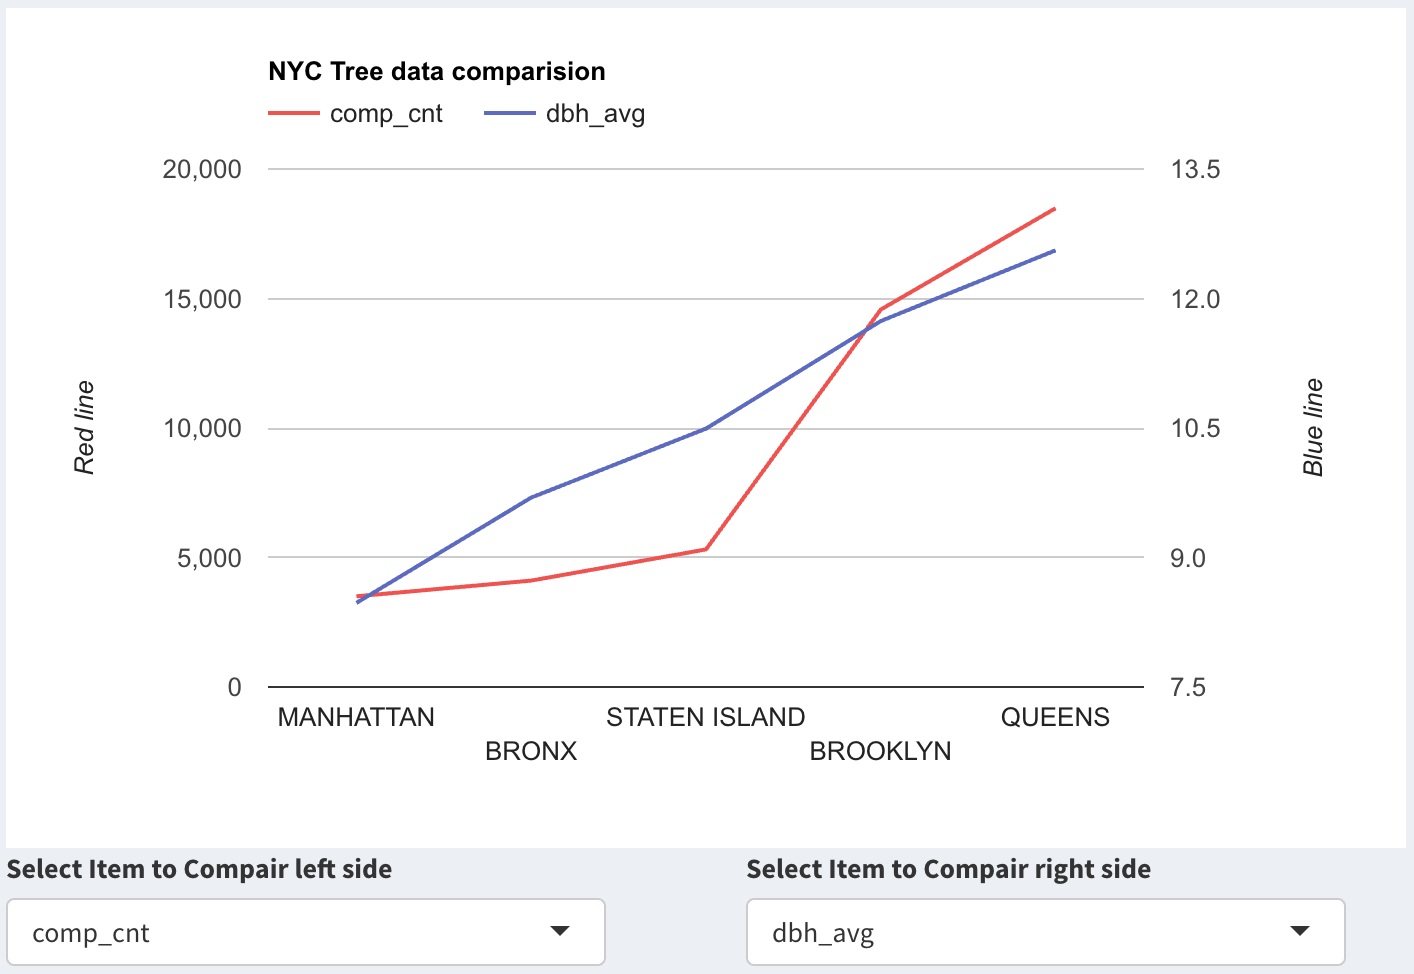 NYC Tree data comparision
comp_cnt dbh_avg
20,000 13.5
15,000 12.0
Red line
Blue line
10,000 10.5
5,000 9.0
0 7.5
MANHATTAN STATEN ISLAND QUEENS
BRONX BROOKLYN
Select Item to Compair left side
Select Item to Compair right side
comp_cnt
dbh_avg